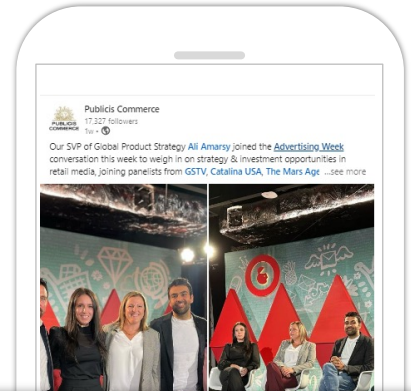 Publicis Commerce
PUBLICIS
COMMERCE
17,327 followers
1w •
Our SVP of Global Product Strategy Ali Amarsy joined the Advertising Week
conversation this week to weigh in on strategy & investment opportunities in
retail media, joining panelists from GSTV, Catalina USA, The Mars Age ...see more